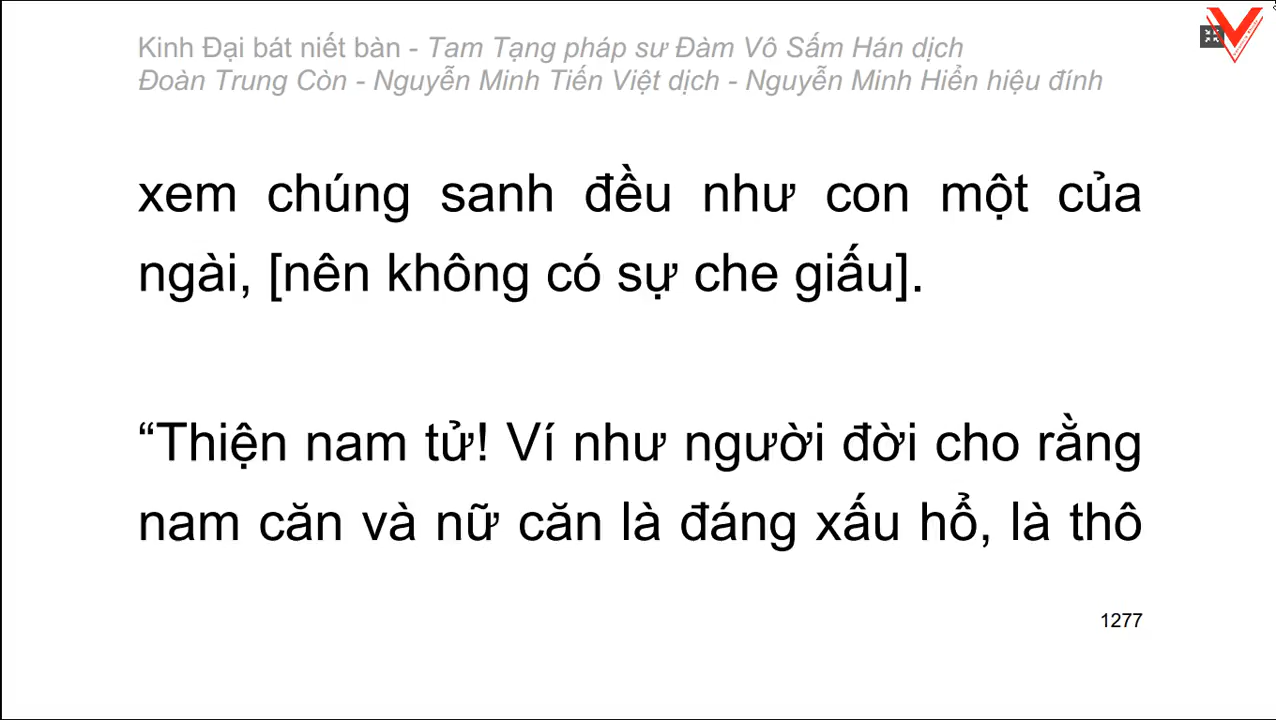 Kinh Đại bát niết bàn - Tam Tạng pháp sư Đàm Vô Sấm Hán dịch
Đoàn Trung Còn - Nguyễn Minh Tiến Việt dịch - Nguyễn Minh Hiển hiệu đính
xem chúng sanh đều như con một của
ngài, [nên không có sự che giấu].
“Thiện nam tử! Ví như người đời cho rằng
nam căn và nữ căn là đáng xấu hổ, là thô
1277